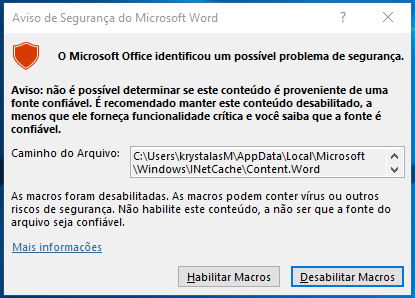 Aviso de Segurança do Microsoft Word
O Microsoft Office identificou um possível problema de segurança.
Aviso: não é possível determinar se este conteúdo é proveniente de uma
fonte confiável. É recomendado manter este conteúdo desabilitado, a
menos que ele forneça funcionalidade crítica e você saiba que a fonte é
confiável.
Caminho do Arquivo: C:\Users\krystalasM\AppData\Local\Microsoft
\Windows\INetCache\Content.Word
As macros foram desabilitadas. As macros podem conter vírus ou outros
riscos de segurança. Não habilite este conteúdo, a não ser que a fonte do
arquivo seja confiável.
Mais informações
Habilitar Macros Desabilitar Macros